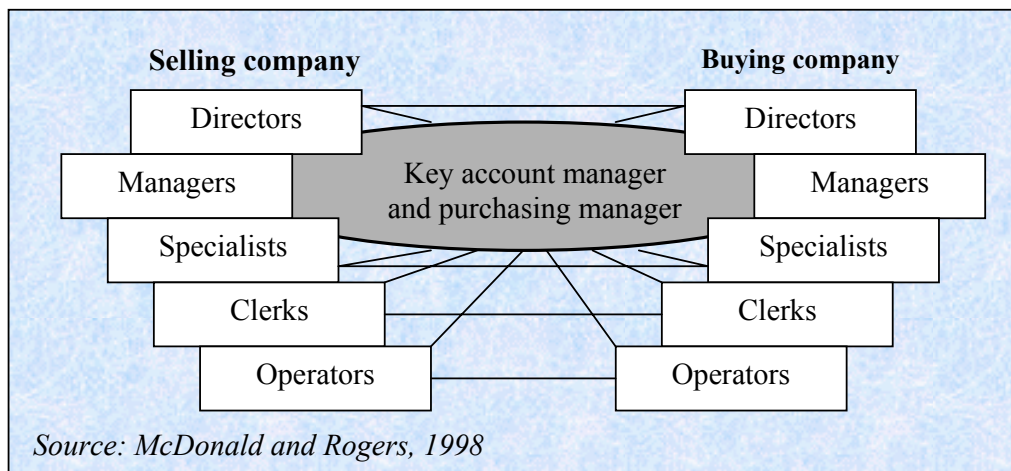 Selling company
Buying company
Directors
Directors
Key account manager
and purchasing manager
Managers
Managers
Specialists
Specialists
Clerks
Clerks
Operators
Operators
Source: McDonald and Rogers, 1998